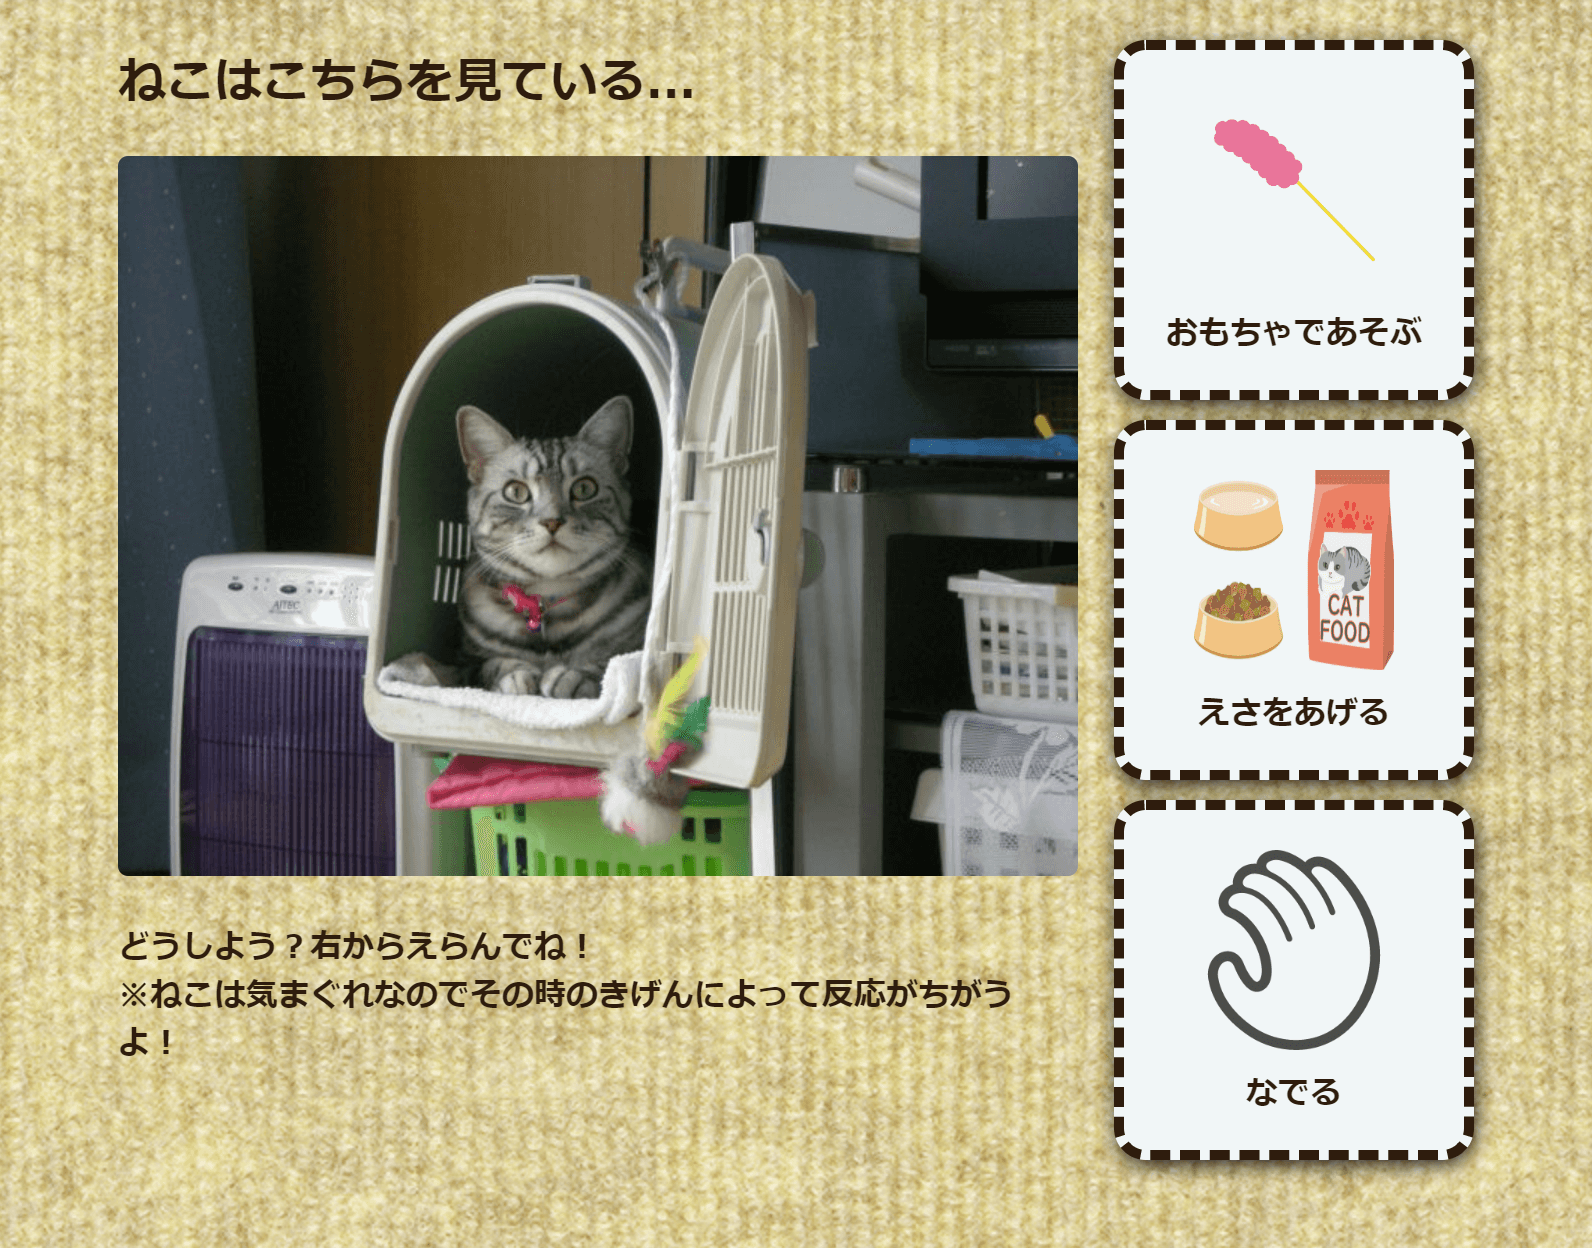 ねこはこちらを見ている...
AITEC
おもちゃであそぶ
CAT
FOOD
えさをあげる
なでる
どうしよう？右からえらんでね！
※ねこは気まぐれなのでその時のきげんによって反応がちがう
よ！